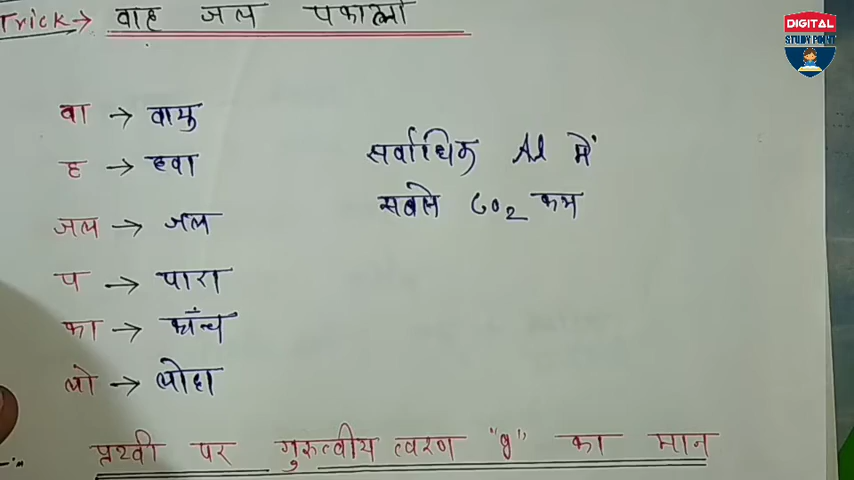 Trick→ वाह जल पकालो
वा → वायु
ह → हवा
जल → जल
प → पारा
का → काँच
लो → लोहा
सर्वाधिक Al में
सबसे CO₂ कम
पृथ्वी पर गुरुत्वीय त्वरण "g" का मान
DIGITAL
STUDY POINT